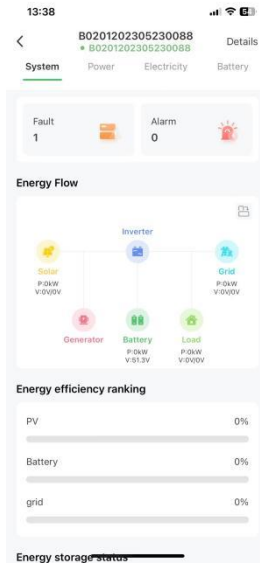 13:38
B0201202305230088
B0201202305230088
Details
System Power Electricity Battery
Fault
1
Alarm
0
Energy Flow
Inverter
Solar
P:0kW
V:0V/0V
Grid
P:0kW
V:0V/0V
Generator
Battery
P:0kW
V:51.3V
Load
P:0kW
V:0V/0V
Energy efficiency ranking
PV 0%
Battery 0%
grid 0%
Energy storage status